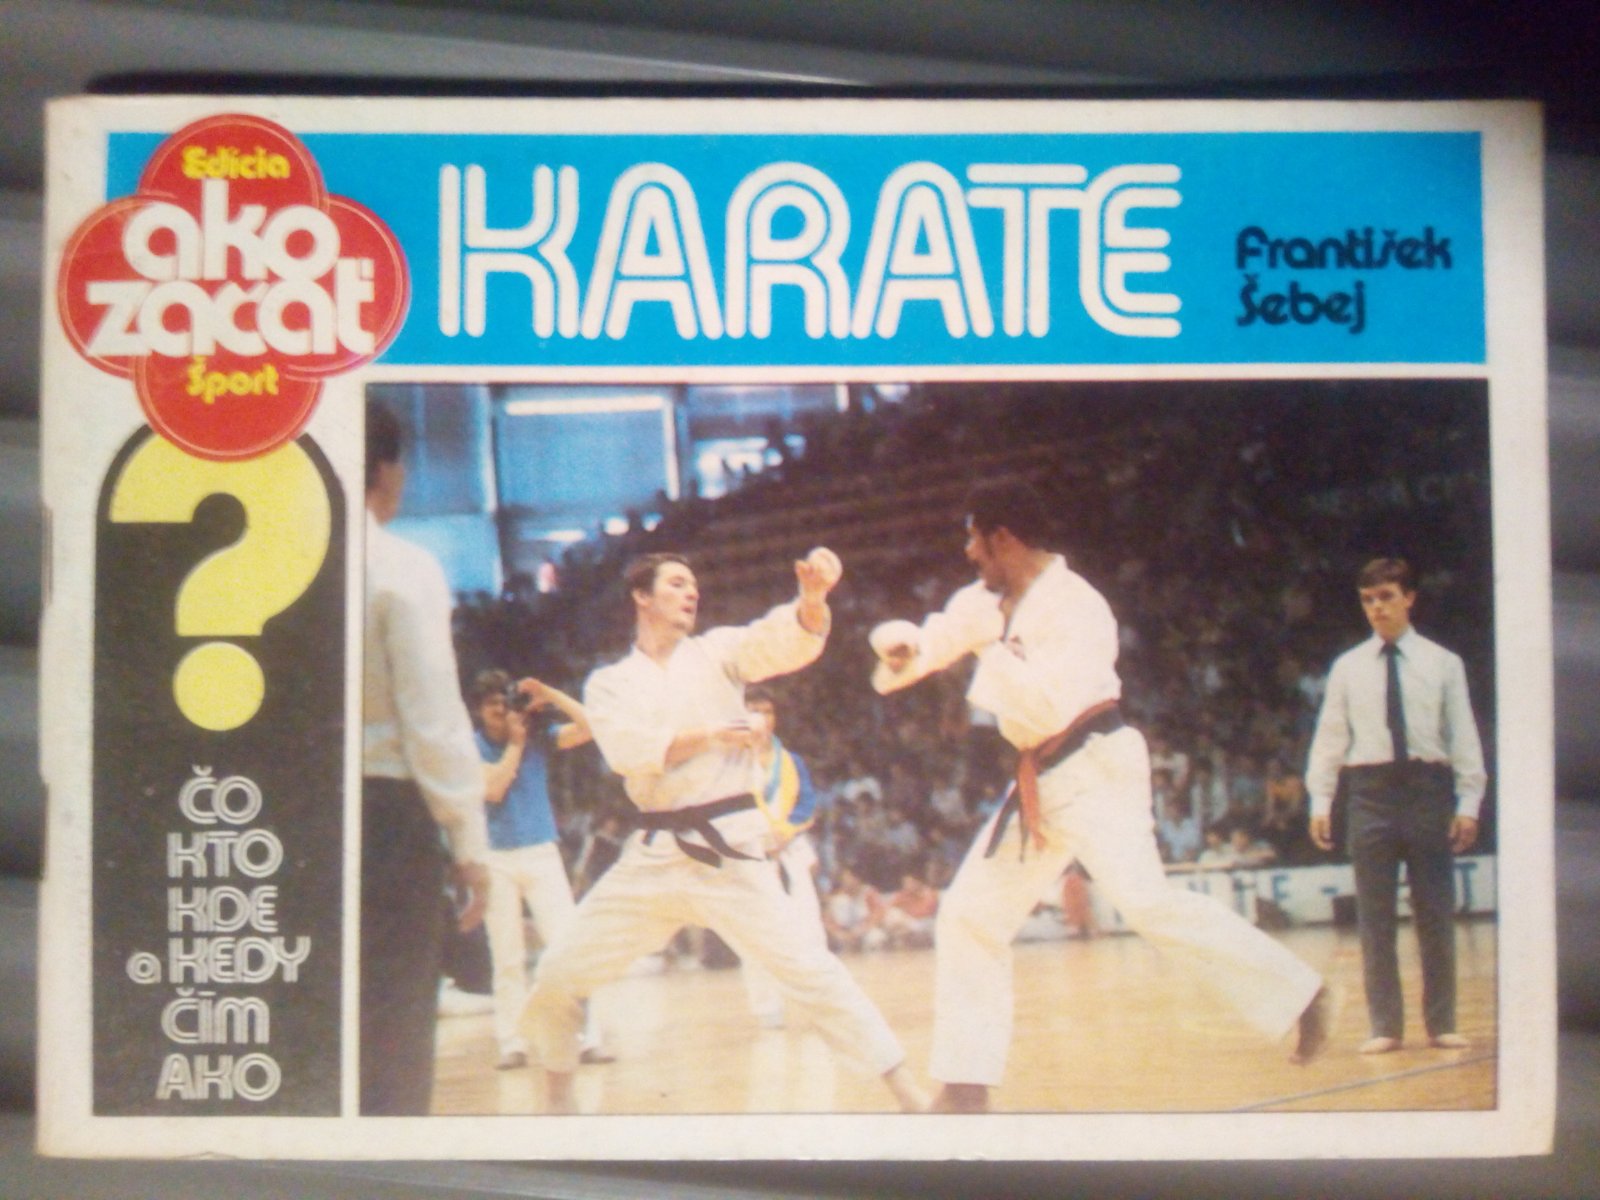 Edícia
ako
začať
Šport
KARATE
František
Šebej
?
ČO
KTO
KDE
a KEDY
ČÍM
AKO